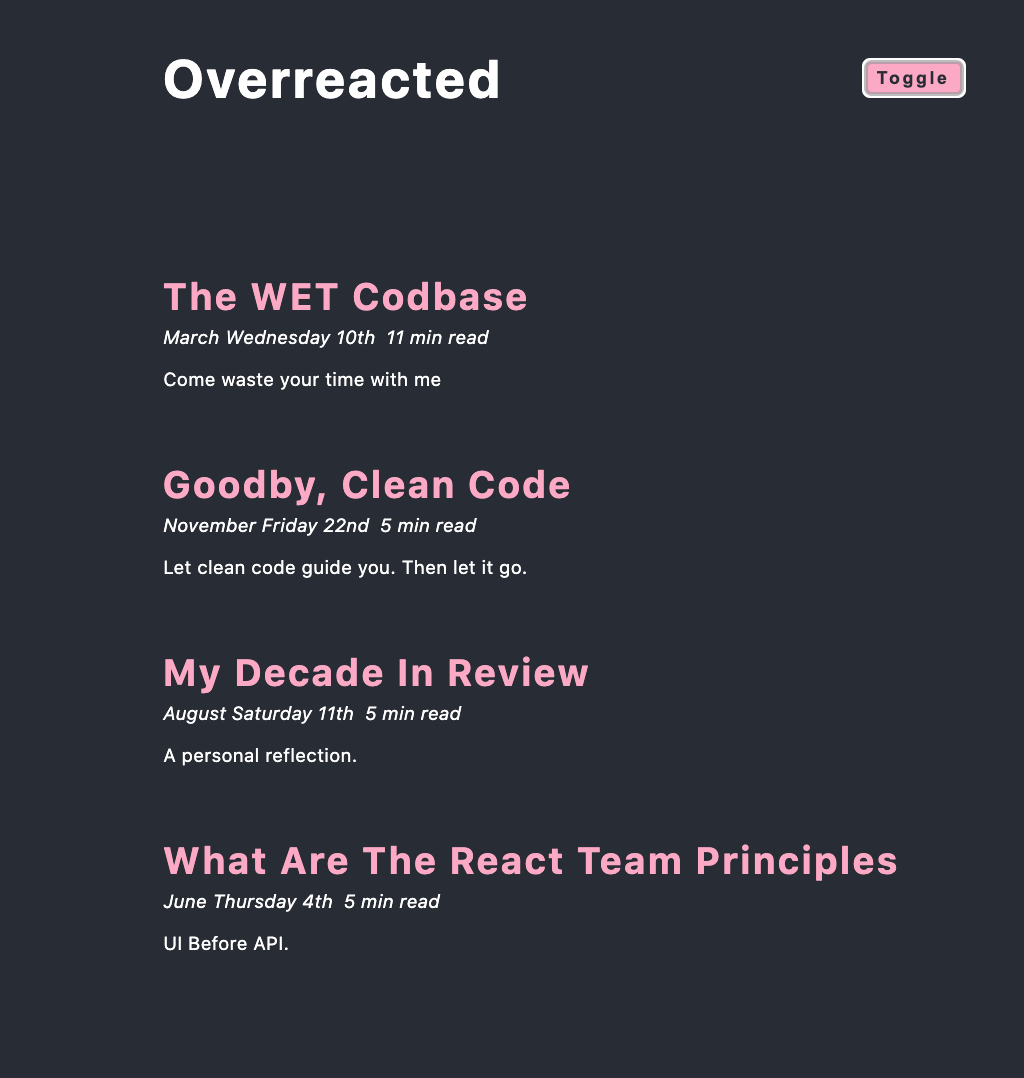 Overreacted
Toggle
The WET Codbase
March Wednesday 10th  11 min read
Come waste your time with me
Goodby, Clean Code
November Friday 22nd  5 min read
Let clean code guide you. Then let it go.
My Decade In Review
August Saturday 11th  5 min read
A personal reflection.
What Are The React Team Principles
June Thursday 4th  5 min read
UI Before API.